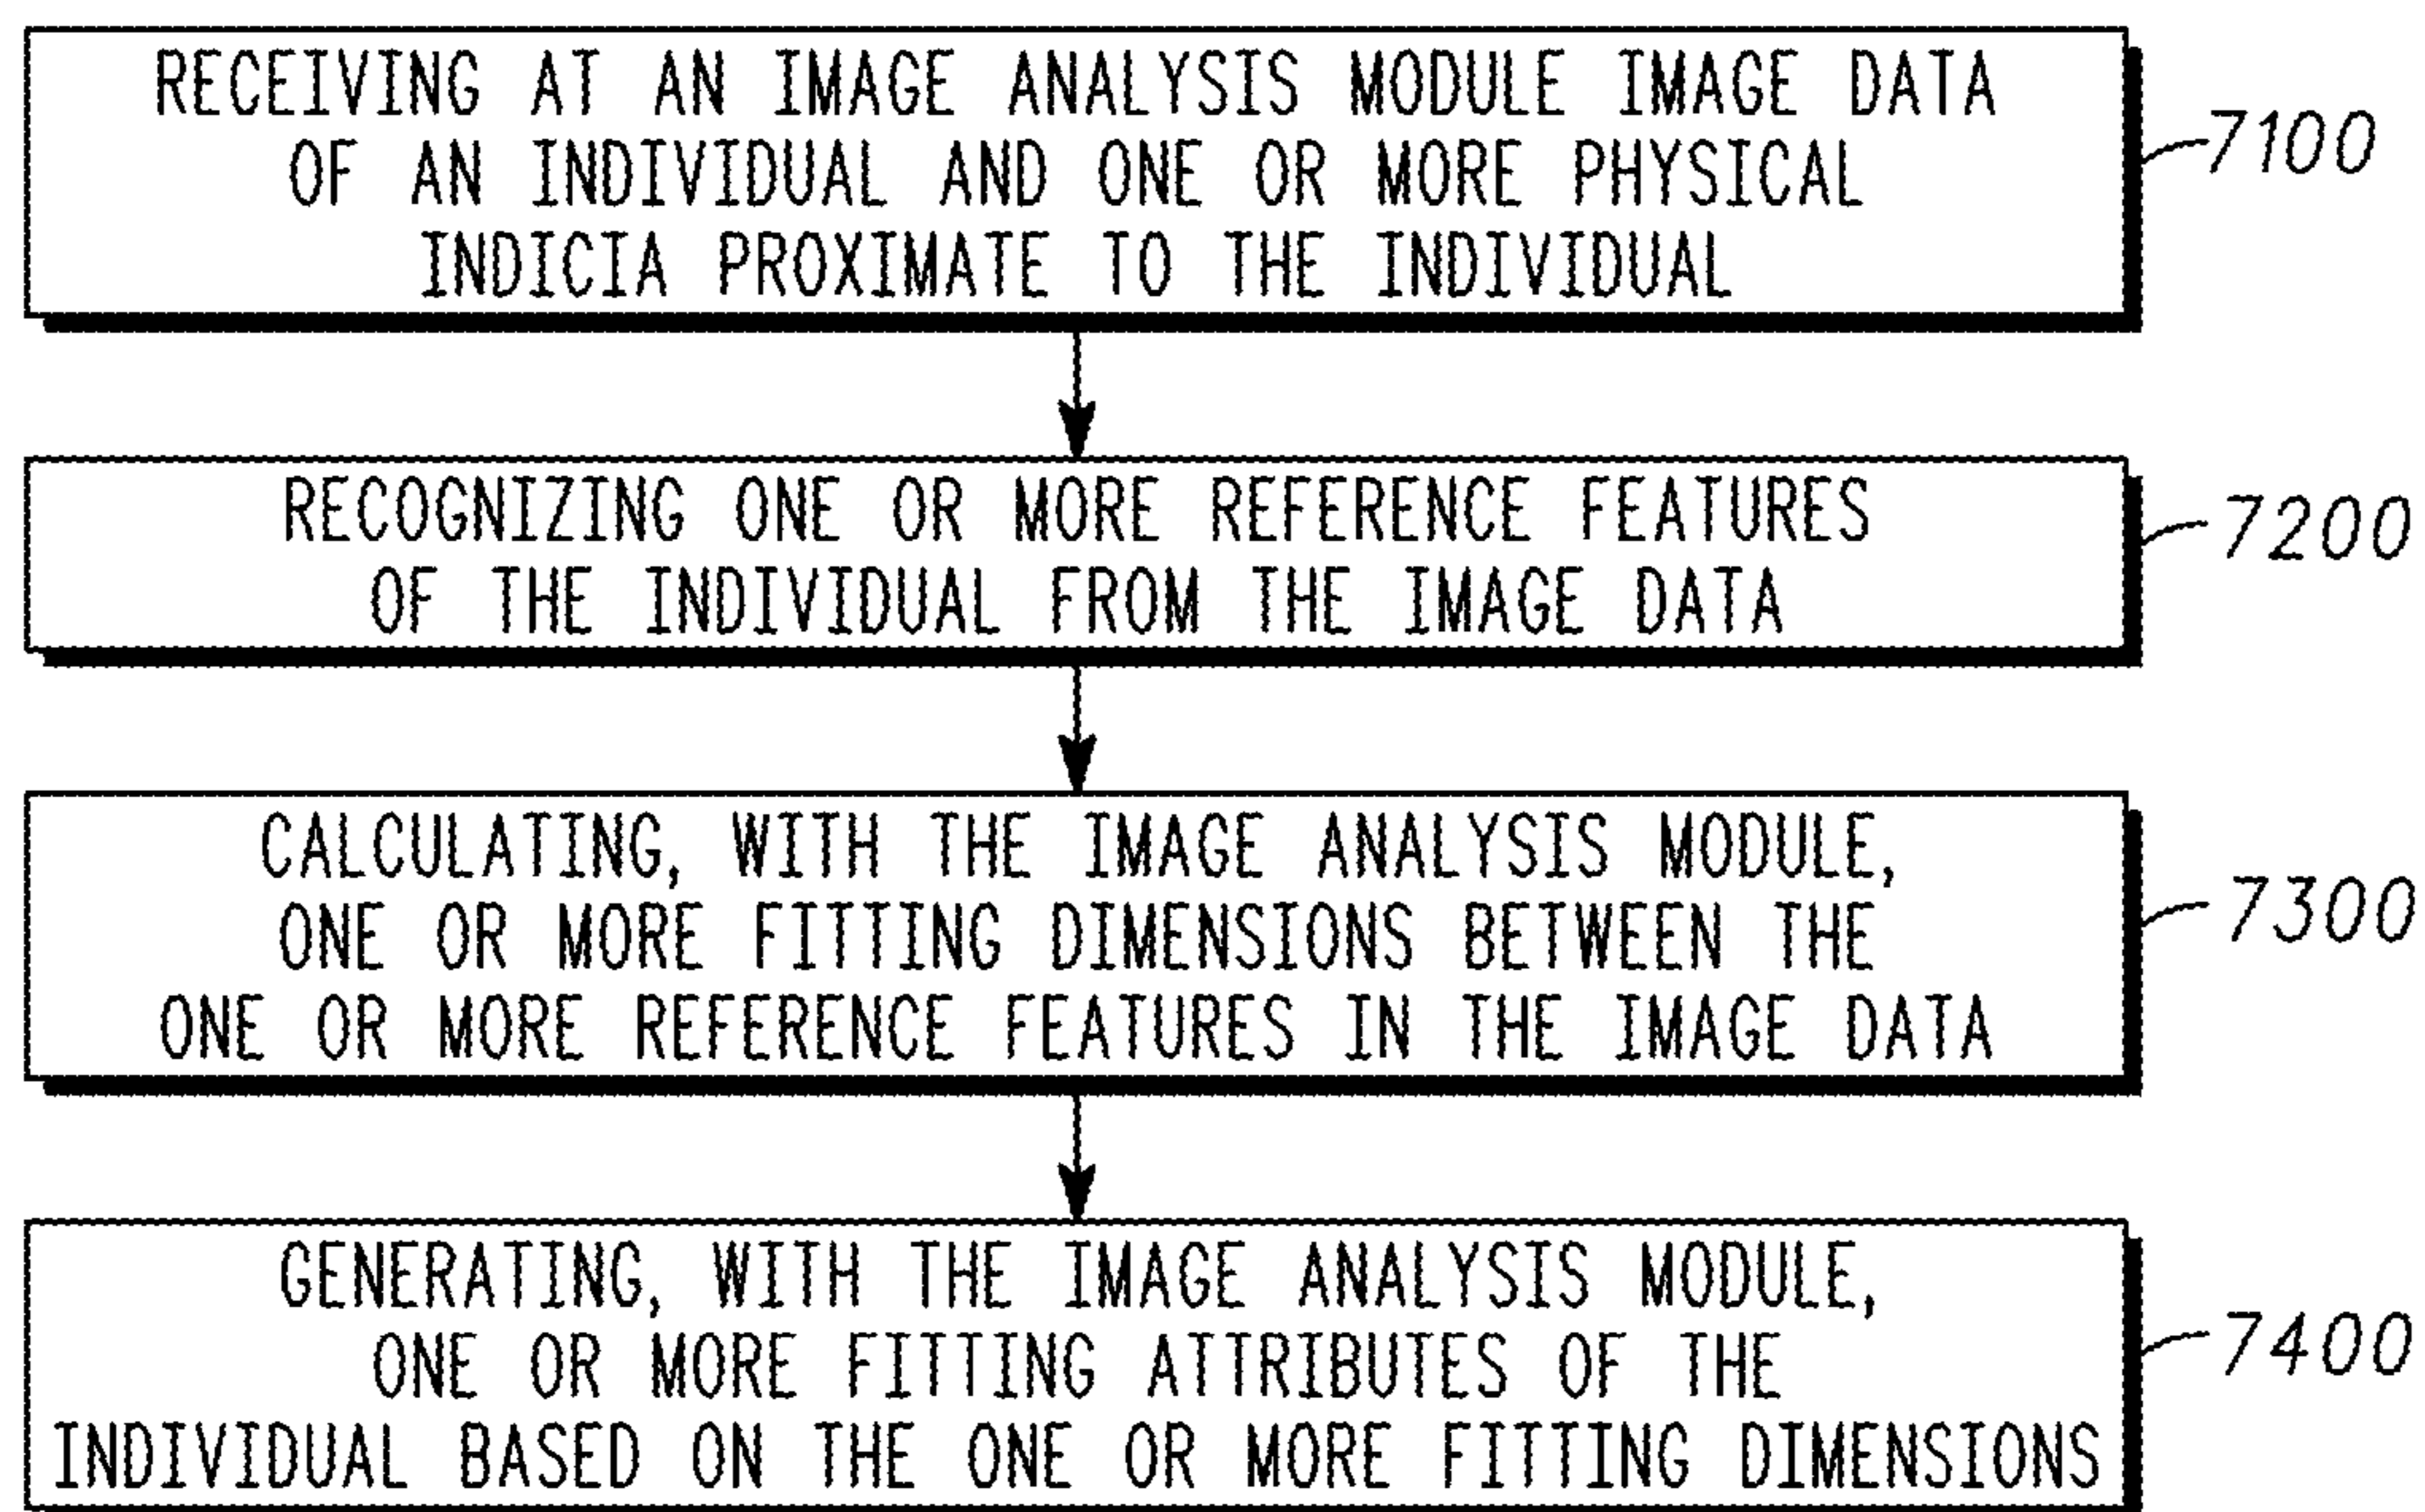 RECEIVING AT AN IMAGE ANALYSIS MODULE IMAGE DATA
OF AN INDIVIDUAL AND ONE OR MORE PHYSICAL
INDICIA PROXIMATE TO THE INDIVIDUAL
7100
RECOGNIZING ONE OR MORE REFERENCE FEATURES
OF THE INDIVIDUAL FROM THE IMAGE DATA
7200
CALCULATING, WITH THE IMAGE ANALYSIS MODULE,
ONE OR MORE FITTING DIMENSIONS BETWEEN THE
ONE OR MORE REFERENCE FEATURES IN THE IMAGE DATA
7300
GENERATING, WITH THE IMAGE ANALYSIS MODULE,
ONE OR MORE FITTING ATTRIBUTES OF THE
INDIVIDUAL BASED ON THE ONE OR MORE FITTING DIMENSIONS
7400